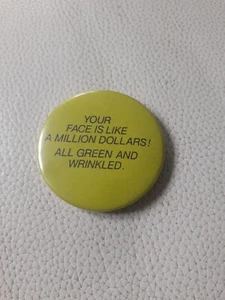 YOUR
FACE IS LIKE
A MILLION DOLLARS!
ALL GREEN AND
WRINKLED.